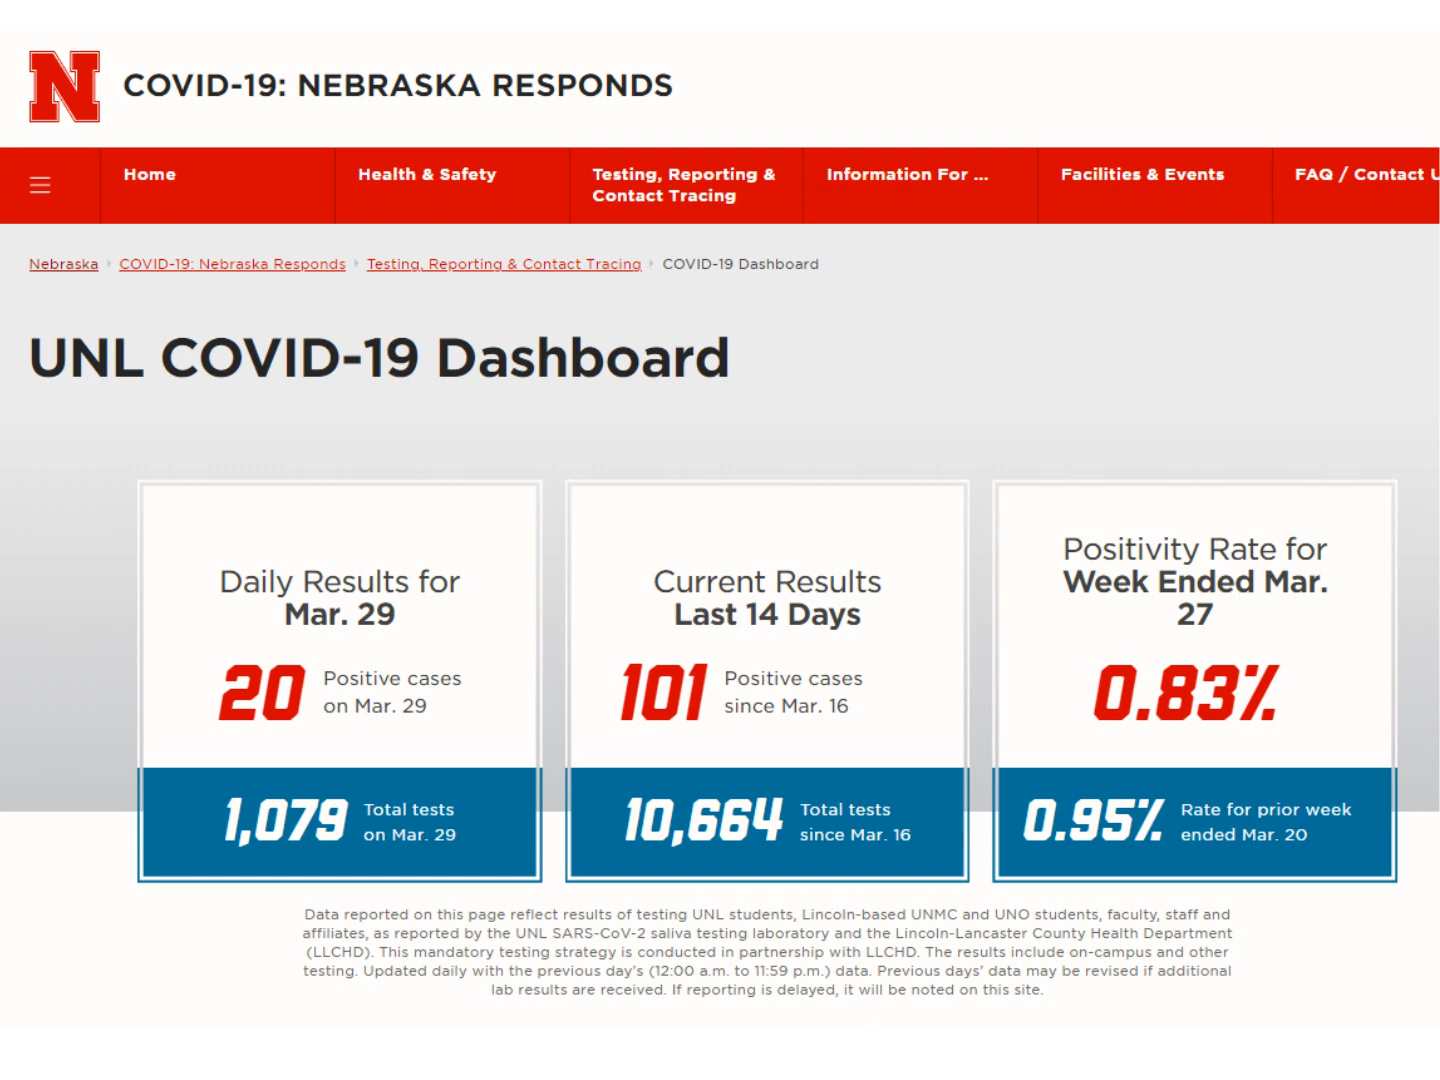 N
COVID-19: NEBRASKA RESPONDS
Home
Health & Safety
Testing, Reporting &
Contact Tracing
Information For ...
Facilities & Events
FAQ / Contact U
Nebraska
COVID-19: Nebraska Responds
Testing, Reporting & Contact Tracing
COVID-19 Dashboard
UNL COVID-19 Dashboard
Daily Results for
Mar. 29
20
Positive cases
on Mar. 29
1,079
Total tests
on Mar. 29
Current Results
Last 14 Days
101
Positive cases
since Mar. 16
10,664
Total tests
since Mar. 16
Positivity Rate for
Week Ended Mar.
27
0.83%
0.95%
Rate for prior week
ended Mar. 20
Data reported on this page reflect results of testing UNL students, Lincoln-based UNMC and UNO students, faculty, staff and
affiliates, as reported by the UNL SARS-CoV-2 saliva testing laboratory and the Lincoln-Lancaster County Health Department
(LLCHD). This mandatory testing strategy is conducted in partnership with LLCHD. The results include on-campus and other
testing. Updated daily with the previous day's (12:00 a.m. to 11:59 p.m.) data. Previous days' data may be revised if additional
lab results are received. If reporting is delayed, it will be noted on this site.